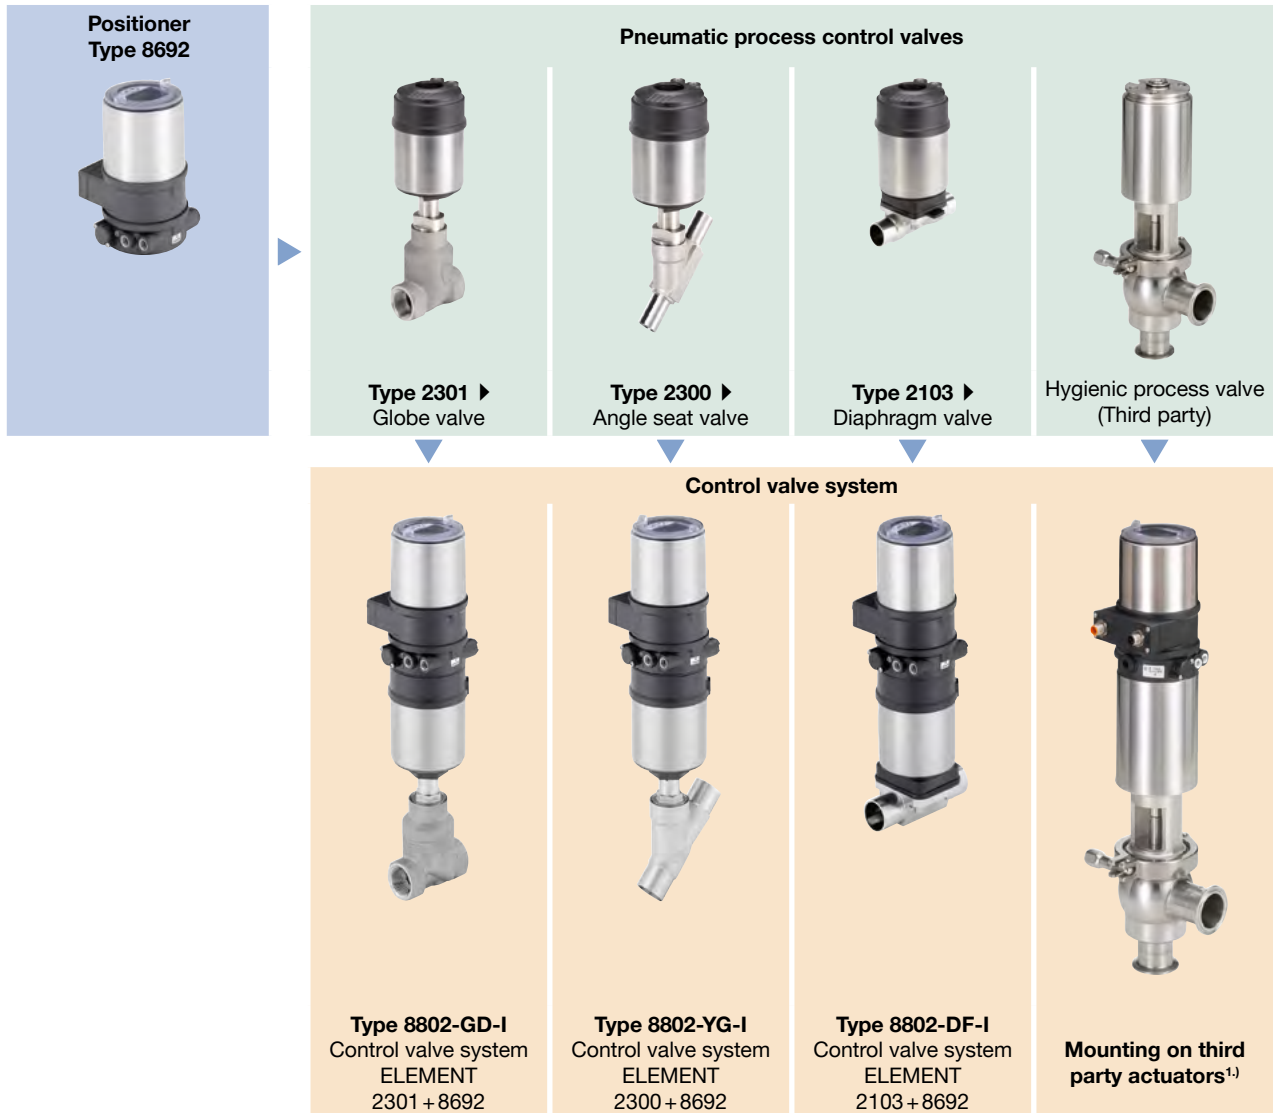 Positioner
Type 8692
Pneumatic process control valves
Type 2301 ▶
Globe valve
Type 2300 ▶
Angle seat valve
Type 2103 ▶
Diaphragm valve
Hygienic process valve
(Third party)
Control valve system
Type 8802-GD-I
Control valve system
ELEMENT
2301 + 8692
Type 8802-YG-I
Control valve system
ELEMENT
2300 + 8692
Type 8802-DF-I
Control valve system
ELEMENT
2103 + 8692
Mounting on third
party actuators1.)